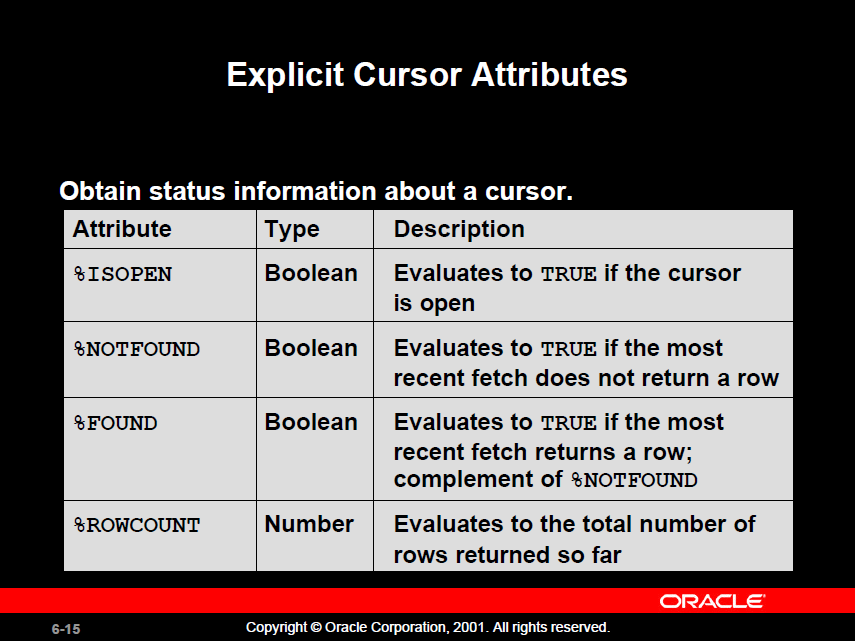 Explicit Cursor Attributes
Obtain status information about a cursor.
Attribute Type Description
%ISOPEN Boolean Evaluates to TRUE if the cursor
is open
%NOTFOUND Boolean Evaluates to TRUE if the most
recent fetch does not return a row
%FOUND Boolean Evaluates to TRUE if the most
recent fetch returns a row;
complement of %NOTFOUND
%ROWCOUNT Number Evaluates to the total number of
rows returned so far
ORACLE®
6-15 Copyright © Oracle Corporation, 2001. All rights reserved.